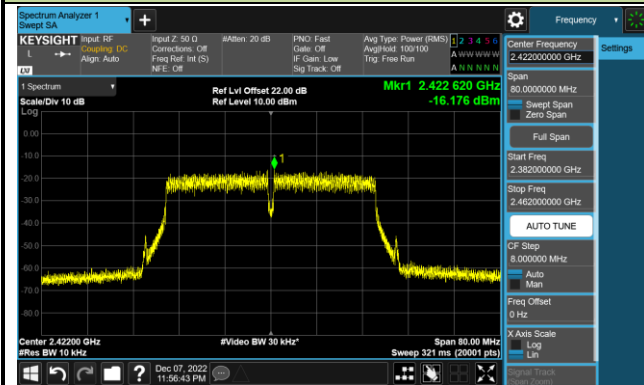 Spectrum Analyzer 1
Swept SA
+
Frequency
KEYSIGHT
L
LXI
Input: RF
Coupling: DC
Align: Auto
Input Z: 50 Ω
Corrections: Off
Freq Ref: Int (S)
NFE: Off
#Atten: 20 dB
PNO: Fast
Gate: Off
IF Gain: Low
Sig Track: Off
Avg Type: Power (RMS)
Avg|Hold: 100/100
Trig: Free Run
1 2 3 4 5 6
A W W W W W
A N N N N N
1 Spectrum
Scale/Div 10 dB
Log
Ref Lvl Offset 22.00 dB
Ref Level 10.00 dBm
Mkr1 2.422 620 GHz
-16.176 dBm
0.00
-10.0
-20.0
-30.0
-40.0
-50.0
-60.0
-70.0
-80.0
1
Center 2.42200 GHz
#Res BW 10 kHz
#Video BW 30 kHz*
Span 80.00 MHz
Sweep 321 ms (20001 pts)
Dec 07, 2022
11:56:43 PM
Center Frequency
2.422000000 GHz
Span
80.0000000 MHz
Swept Span
Zero Span
Full Span
Start Freq
2.382000000 GHz
Stop Freq
2.462000000 GHz
AUTO TUNE
CF Step
8.000000 MHz
Auto
Man
Freq Offset
0 Hz
X Axis Scale
Log
Lin
Signal Track
(Span Zoom)
Settings